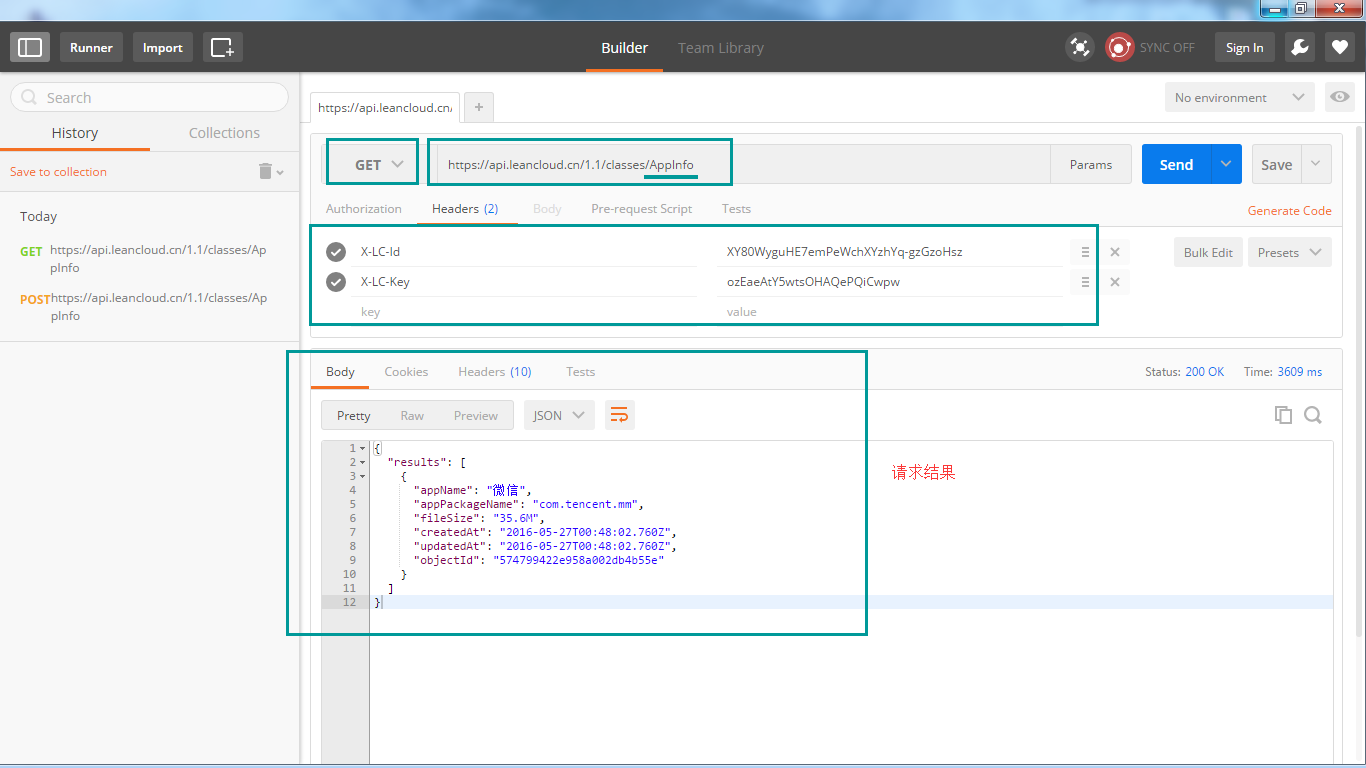 Runner
Import
Builder
Team Library
SYNC OFF
Sign In
Search
History
Collections
Save to collection
Today
GET https://api.leancloud.cn/1.1/classes/Ap
pInfo
POST https://api.leancloud.cn/1.1/classes/Ap
pInfo
https://api.leancloud.cn/
+
No environment
GET
https://api.leancloud.cn/1.1/classes/AppInfo
Params
Send
Save
Authorization
Headers (2)
Body
Pre-request Script
Tests
Generate Code
X-LC-Id XY80WyguHE7emPeWchXYzhYq-gzGzoHsz
X-LC-Key ozEaeAtY5wtsOHAQePQiCwpw
key value
Bulk Edit
Presets
Body
Cookies
Headers (10)
Tests
Status: 200 OK
Time: 3609 ms
Pretty
Raw
Preview
JSON
1 {
2 "results": [
3 {
4 "appName": "微信",
5 "appPackageName": "com.tencent.mm",
6 "fileSize": "35.6M",
7 "createdAt": "2016-05-27T00:48:02.760Z",
8 "updatedAt": "2016-05-27T00:48:02.760Z",
9 "objectId": "574799422e958a002db4b55e"
10 }
11 ]
12 }
请求结果